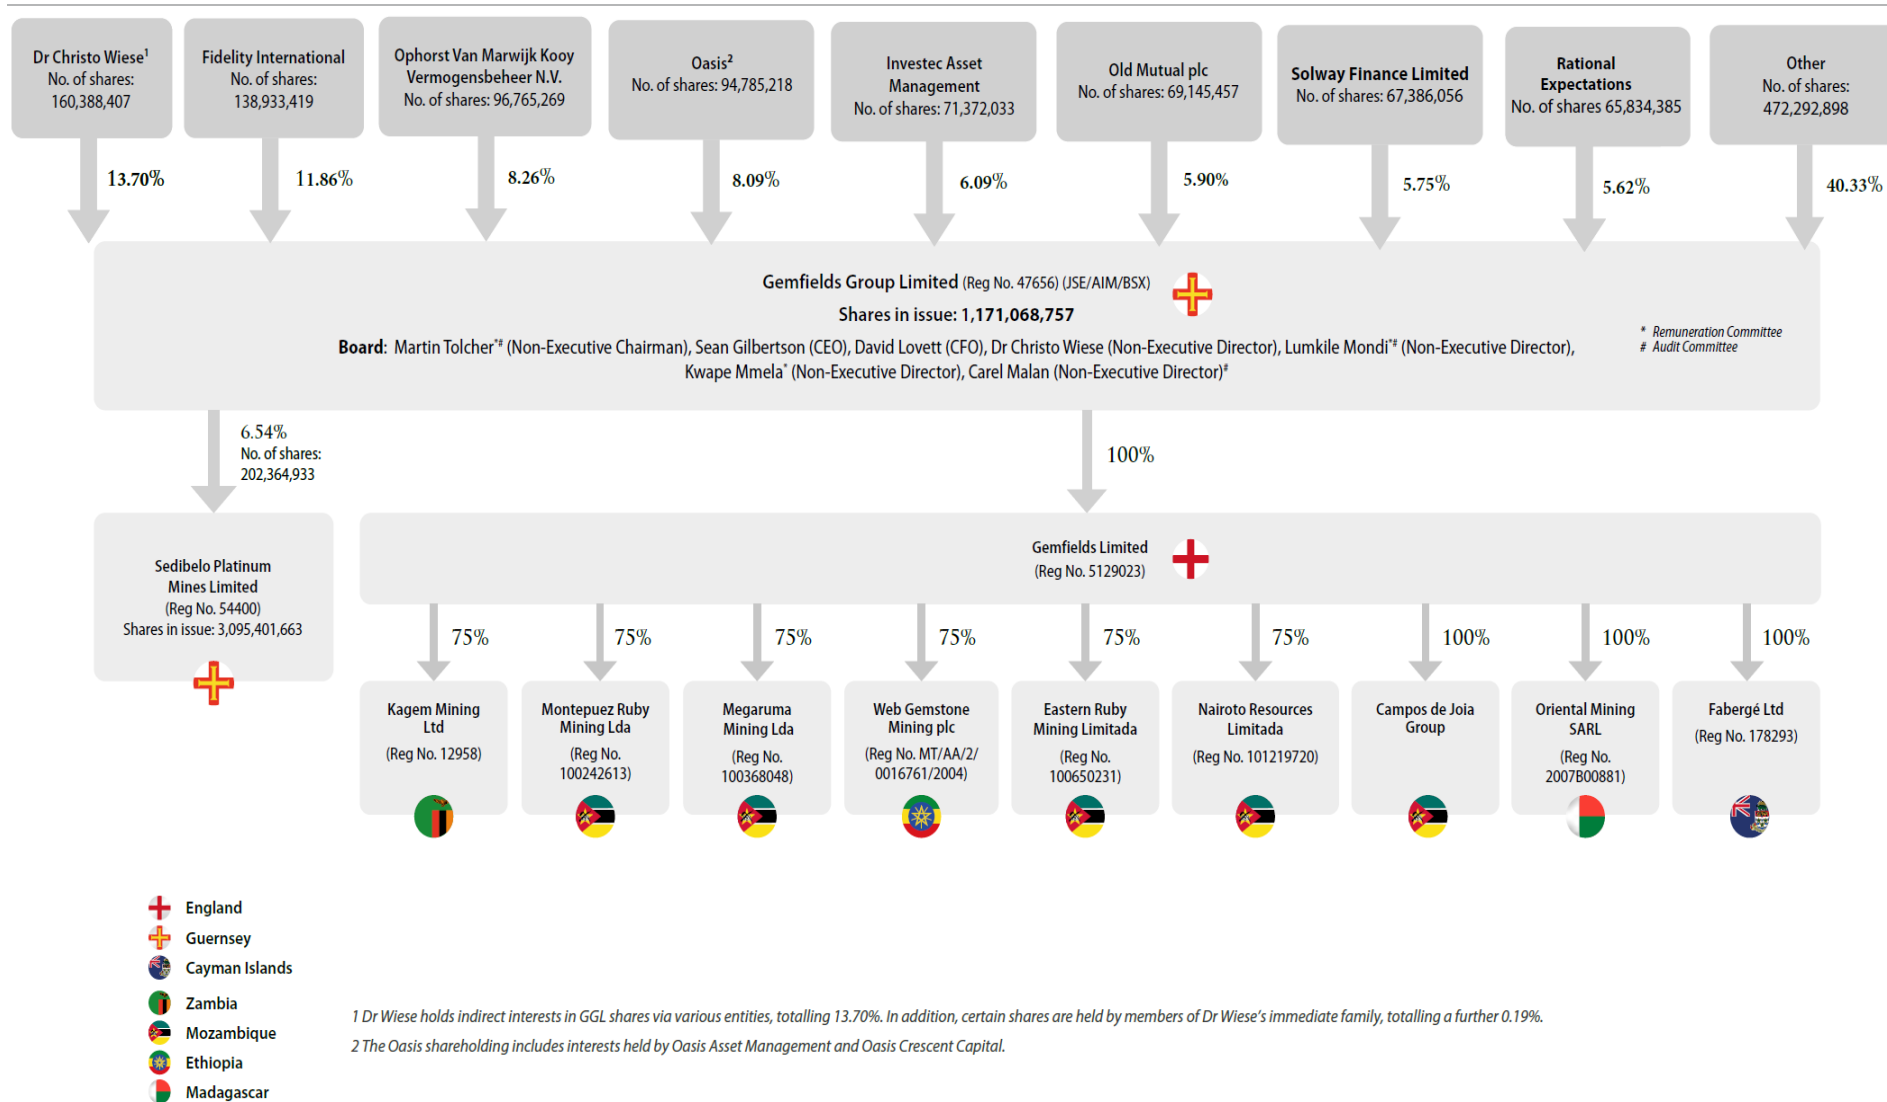 Dr Christo Wiese¹
No. of shares:
160,388,407
Fidelity International
No. of shares:
138,933,419
Ophorst Van Marwijk Kooy
Vermogensbeheer N.V.
No. of shares: 96,765,269
Oasis²
No. of shares: 94,785,218
Investec Asset
Management
No. of shares: 71,372,033
Old Mutual plc
No. of shares: 69,145,457
Solway Finance Limited
No. of shares: 67,386,056
Rational
Expectations
No. of shares 65,834,385
Other
No. of shares:
472,292,898
13.70%
11.86%
8.26%
8.09%
6.09%
5.90%
5.75%
5.62%
40.33%
Gemfields Group Limited (Reg No. 47656) (JSE/AIM/BSX)
Shares in issue: 1,171,068,757
Board: Martin Tolcher*# (Non-Executive Chairman), Sean Gilbertson (CEO), David Lovett (CFO), Dr Christo Wiese (Non-Executive Director), Lumkile Mondi*# (Non-Executive Director),
Kwape Mmela* (Non-Executive Director), Carel Malan (Non-Executive Director)#
* Remuneration Committee
# Audit Committee
6.54%
No. of shares:
202,364,933
100%
Sedibelo Platinum
Mines Limited
(Reg No. 54400)
Shares in issue: 3,095,401,663
Gemfields Limited
(Reg No. 5129023)
75%
75%
75%
75%
75%
75%
100%
100%
100%
Kagem Mining
Ltd
(Reg No. 12958)
Montepuez Ruby
Mining Lda
(Reg No.
100242613)
Megaruma
Mining Lda
(Reg No.
100368048)
Web Gemstone
Mining plc
(Reg No. MT/AA/2/
0016761/2004)
Eastern Ruby
Mining Limitada
(Reg No.
100650231)
Nairoto Resources
Limitada
(Reg No. 101219720)
Campos de Joia
Group
Oriental Mining
SARL
(Reg No.
2007B00881)
Fabergé Ltd
(Reg No. 178293)
England
Guernsey
Cayman Islands
Zambia
Mozambique
Ethiopia
Madagascar
1 Dr Wiese holds indirect interests in GGL shares via various entities, totalling 13.70%. In addition, certain shares are held by members of Dr Wiese's immediate family, totalling a further 0.19%.
2 The Oasis shareholding includes interests held by Oasis Asset Management and Oasis Crescent Capital.